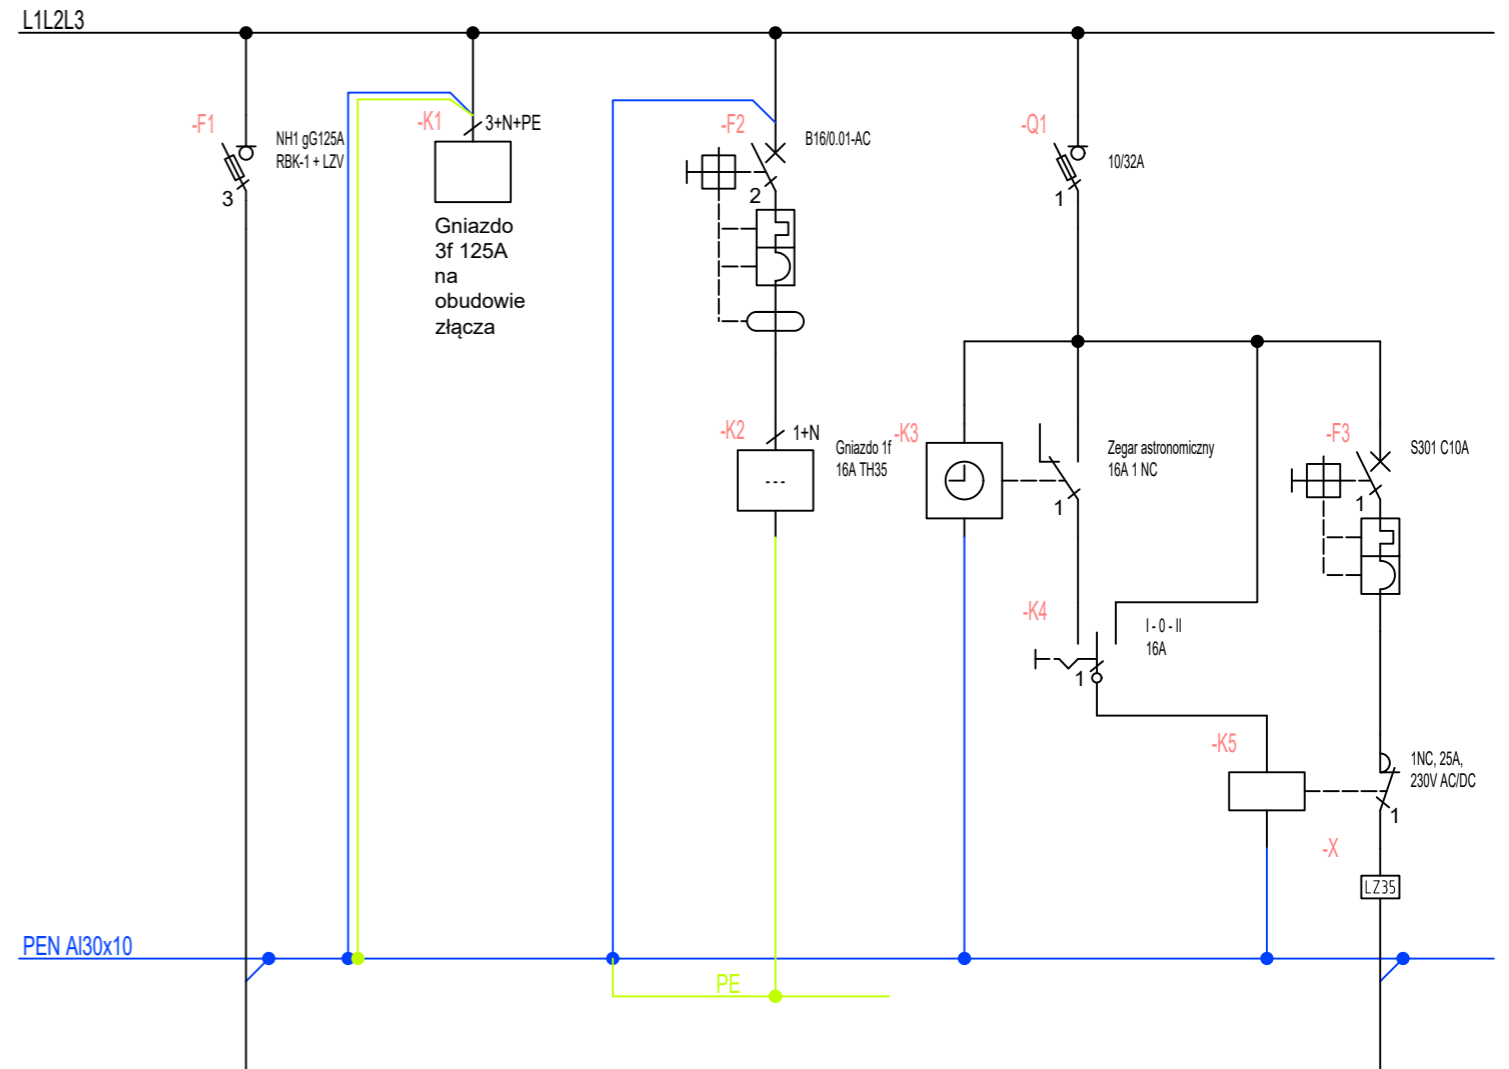 L1L2L3
-F1
NH1 gG125A
RBK-1 + LZV
3
-K1
3+N+PE
Gniazdo
3f 125A
na
obudowie
złącza
-F2
B16/0.01-AC
2
-K2
1+N
Gniazdo 1f
16A TH35
---
-Q1
10/32A
1
-K3
Zegar astronomiczny
16A 1 NC
1
-K4
I - 0 - II
16A
1
-F3
S301 C10A
1
-K5
1NC, 25A,
230V AC/DC
1
-X
LZ35
PEN Al30x10
PE